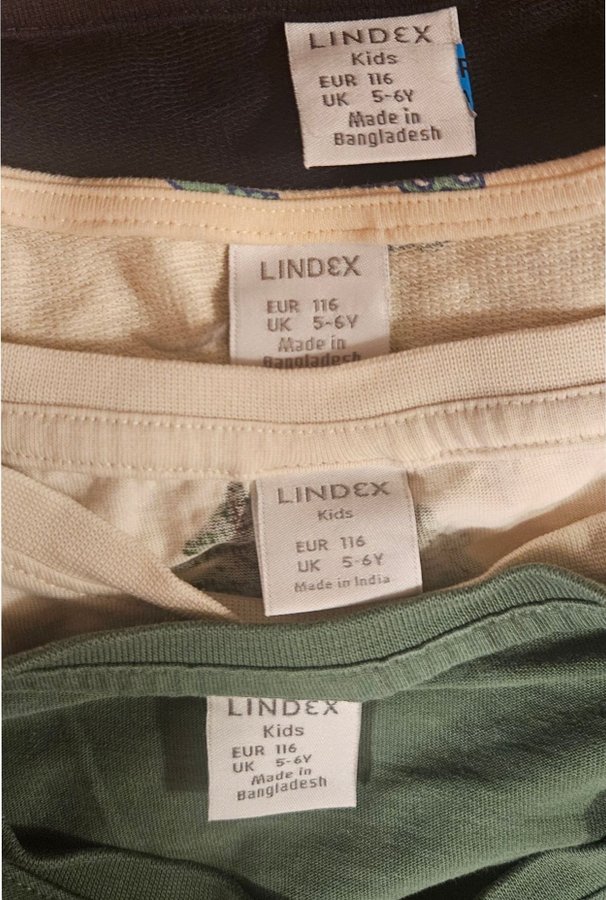 LINDEX
Kids
EUR 116
UK 5-6Y
Made in
Bangladesh
LINDEX
EUR 116
UK 5-6Y
Made in
Bangladesh
LINDEX
Kids
EUR 116
UK 5-6Y
Made in India
LINDEX
Kids
EUR 116
UK 5-6Y
Made in
Bangladesh